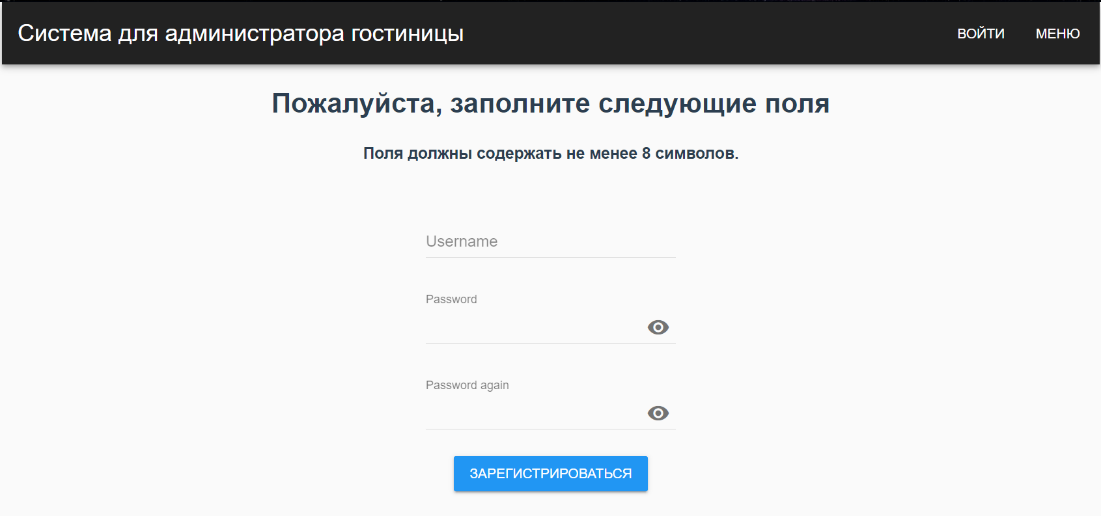 Система для администратора гостиницы
ВОЙТИ
МЕНЮ
Пожалуйста, заполните следующие поля
Поля должны содержать не менее 8 символов.
Username
Password
Password again
ЗАРЕГИСТРИРОВАТЬСЯ